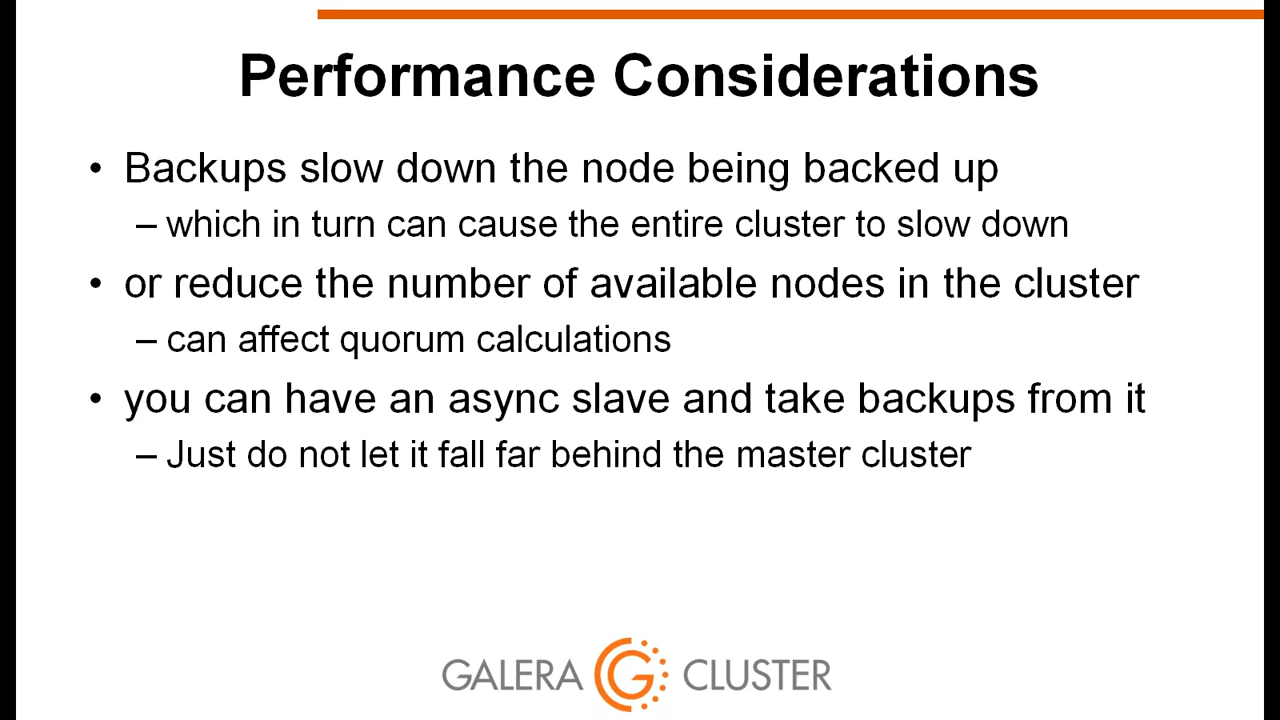 Performance Considerations
• Backups slow down the node being backed up
– which in turn can cause the entire cluster to slow down
• or reduce the number of available nodes in the cluster
– can affect quorum calculations
• you can have an async slave and take backups from it
– Just do not let it fall far behind the master cluster
GALERA CLUSTER